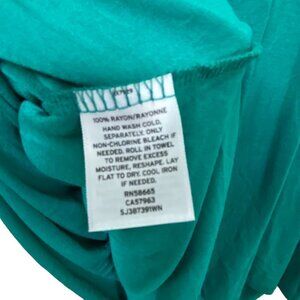 100% RAYON/RAYONNE
HAND WASH COLD,
SEPARATELY. ONLY
NON-CHLORINE BLEACH IF
NEEDED. ROLL IN TOWEL
TO REMOVE EXCESS
MOISTURE, RESHAPE. LAY
FLAT TO DRY. COOL IRON
IF NEEDED.
RN58665
CA57963
SJ387391WN